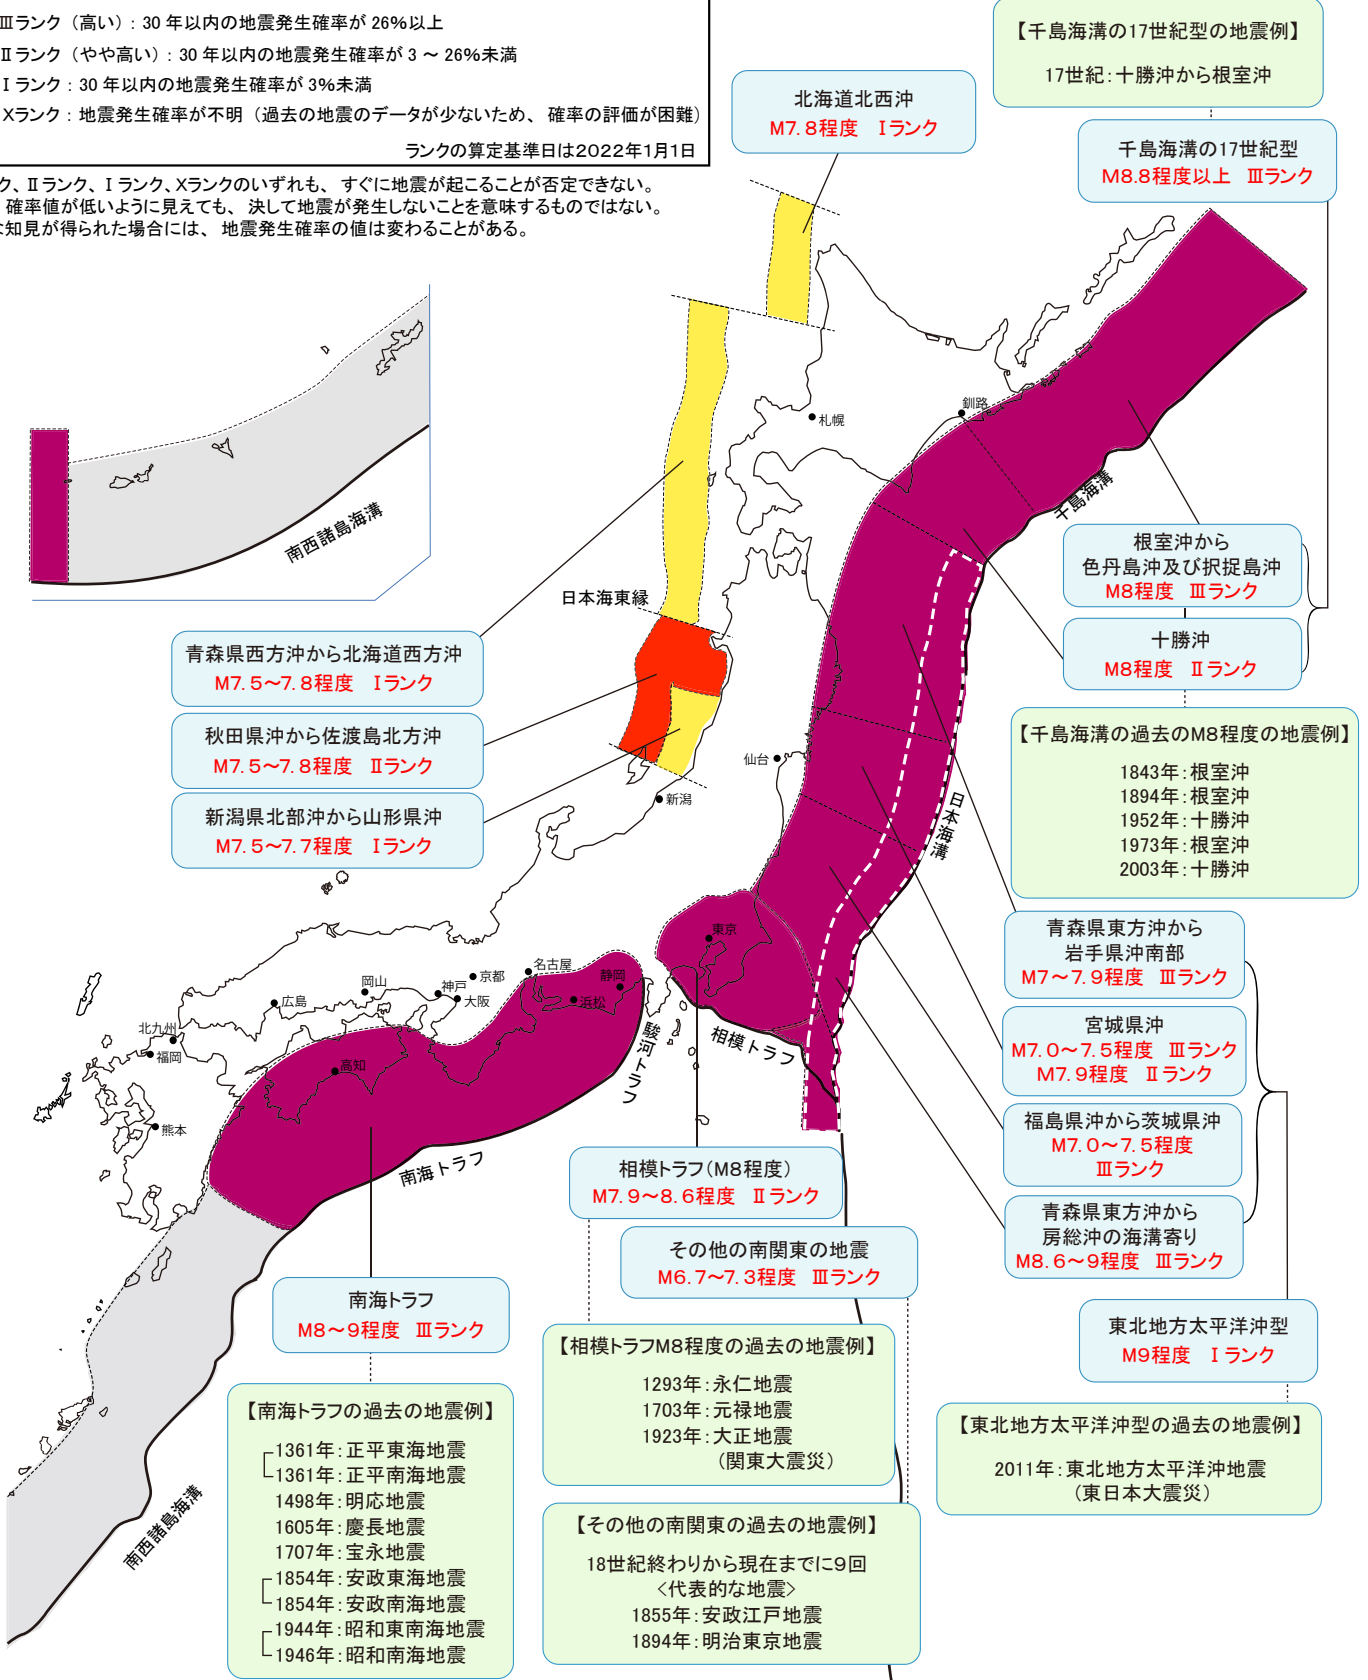 Ⅲランク（高い）：30年以内の地震発生確率が26％以上
Ⅱランク（やや高い）：30年以内の地震発生確率が3～26％未満
Ⅰランク：30年以内の地震発生確率が3％未満
Xランク：地震発生確率が不明（過去の地震のデータが少ないため、確率の評価が困難）
ランクの算定基準日は2022年1月1日
ク、Ⅱランク、Ⅰランク、Xランクのいずれも、すぐに地震が起こることが否定できない。
確率値が低いように見えても、決して地震が発生しないことを意味するものではない。
な知見が得られた場合には、地震発生確率の値は変わることがある。
【千島海溝の17世紀型の地震例】
17世紀：十勝沖から根室沖
北海道北西沖
M7.8程度　Ⅰランク
千島海溝の17世紀型
M8.8程度以上　Ⅲランク
札幌
釧路
千島海溝
南西諸島海溝
根室沖から
色丹島沖及び択捉島沖
M8程度　Ⅲランク
十勝沖
M8程度　Ⅱランク
日本海東縁
青森県西方沖から北海道西方沖
M7.5～7.8程度　Ⅰランク
秋田県沖から佐渡島北方沖
M7.5～7.8程度　Ⅱランク
新潟県北部沖から山形県沖
M7.5～7.7程度　Ⅰランク
【千島海溝の過去のM8程度の地震例】
1843年：根室沖
1894年：根室沖
1952年：十勝沖
1973年：根室沖
2003年：十勝沖
仙台
新潟
日本海溝
青森県東方沖から
岩手県沖南部
M7～7.9程度　Ⅲランク
宮城県沖
M7.0～7.5程度　Ⅲランク
M7.9程度　Ⅱランク
福島県沖から茨城県沖
M7.0～7.5程度
Ⅲランク
青森県東方沖から
房総沖の海溝寄り
M8.6～9程度　Ⅲランク
東京
名古屋
静岡
浜松
京都
神戸
大阪
岡山
広島
北九州
福岡
高知
熊本
駿河トラフ
相模トラフ
南海トラフ
相模トラフ（M8程度）
M7.9～8.6程度　Ⅱランク
その他の南関東の地震
M6.7～7.3程度　Ⅲランク
南海トラフ
M8～9程度　Ⅲランク
東北地方太平洋沖型
M9程度　Ⅰランク
【相模トラフM8程度の過去の地震例】
1293年：永仁地震
1703年：元禄地震
1923年：大正地震
（関東大震災）
【南海トラフの過去の地震例】
1361年：正平東海地震
1361年：正平南海地震
1498年：明応地震
1605年：慶長地震
1707年：宝永地震
1854年：安政東海地震
1854年：安政南海地震
1944年：昭和東南海地震
1946年：昭和南海地震
【東北地方太平洋沖型の過去の地震例】
2011年：東北地方太平洋沖地震
（東日本大震災）
【その他の南関東の過去の地震例】
18世紀終わりから現在までに9回
＜代表的な地震＞
1855年：安政江戸地震
1894年：明治東京地震
南西諸島海溝